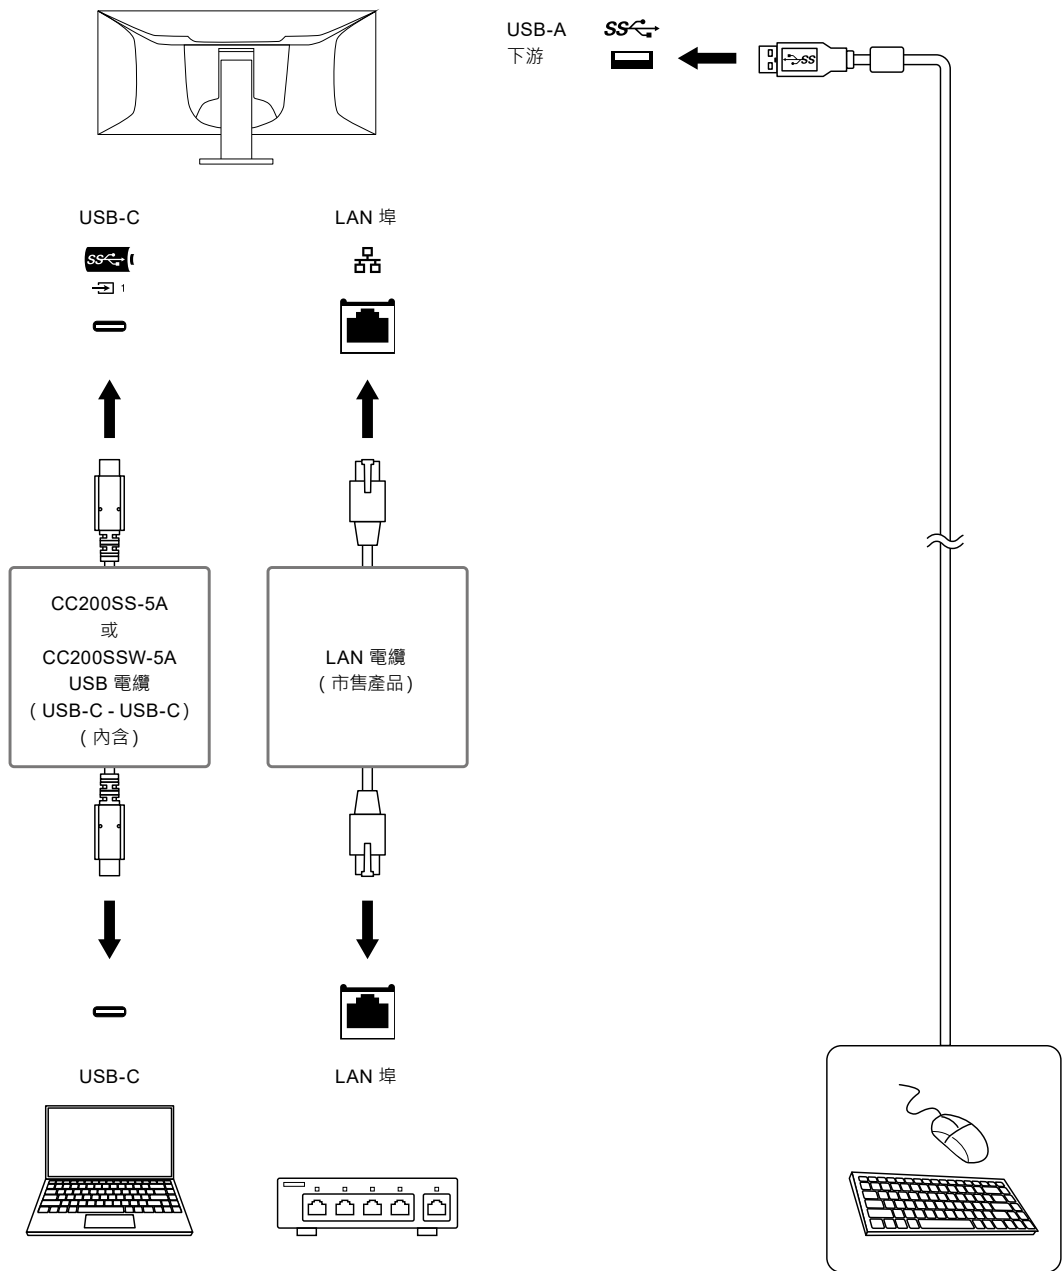 USB-A
下游
USB-C
LAN 埠
1
CC200SS-5A
或
CC200SSW-5A
USB 電纜
( USB-C - USB-C)
( 內含)
LAN 電纜
( 市售產品)
USB-C
LAN 埠